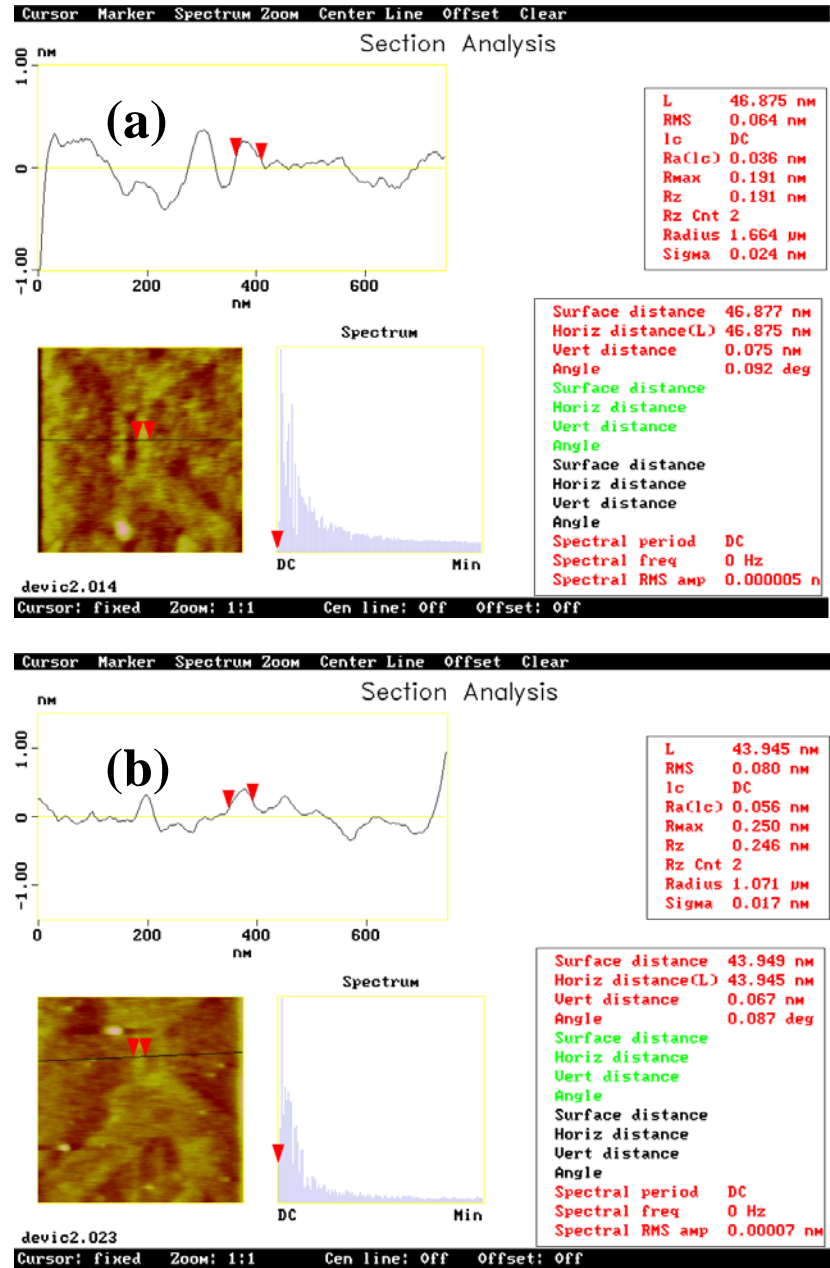 Cursor Marker Spectrum Zoom Center Line Offset Clear
Section Analysis
nm
1.00
(a)
0
-1.00
0 200 400 600
nm
L 46.875 nm
RMS 0.064 nm
lc DC
Ra(lc) 0.036 nm
Rmax 0.191 nm
Rz 0.191 nm
Rz Cnt 2
Radius 1.664 µm
Sigma 0.024 nm
Spectrum
DC Min
Surface distance 46.877 nm
Horiz distance(L) 46.875 nm
Vert distance 0.075 nm
Angle 0.092 deg
Surface distance
Horiz distance
Vert distance
Angle
Surface distance
Horiz distance
Vert distance
Angle
Spectral period DC
Spectral freq 0 Hz
Spectral RMS amp 0.000005 n
devic2.014
Cursor: fixed Zoom: 1:1 Cen line: Off Offset: Off
Cursor Marker Spectrum Zoom Center Line Offset Clear
Section Analysis
nm
1.00
(b)
0
-1.00
0 200 400 600
nm
L 43.945 nm
RMS 0.080 nm
lc DC
Ra(lc) 0.056 nm
Rmax 0.250 nm
Rz 0.246 nm
Rz Cnt 2
Radius 1.071 µm
Sigma 0.017 nm
Spectrum
DC Min
Surface distance 43.949 nm
Horiz distance(L) 43.945 nm
Vert distance 0.067 nm
Angle 0.087 deg
Surface distance
Horiz distance
Vert distance
Angle
Surface distance
Horiz distance
Vert distance
Angle
Spectral period DC
Spectral freq 0 Hz
Spectral RMS amp 0.00007 nm
devic2.023
Cursor: fixed Zoom: 1:1 Cen line: Off Offset: Off